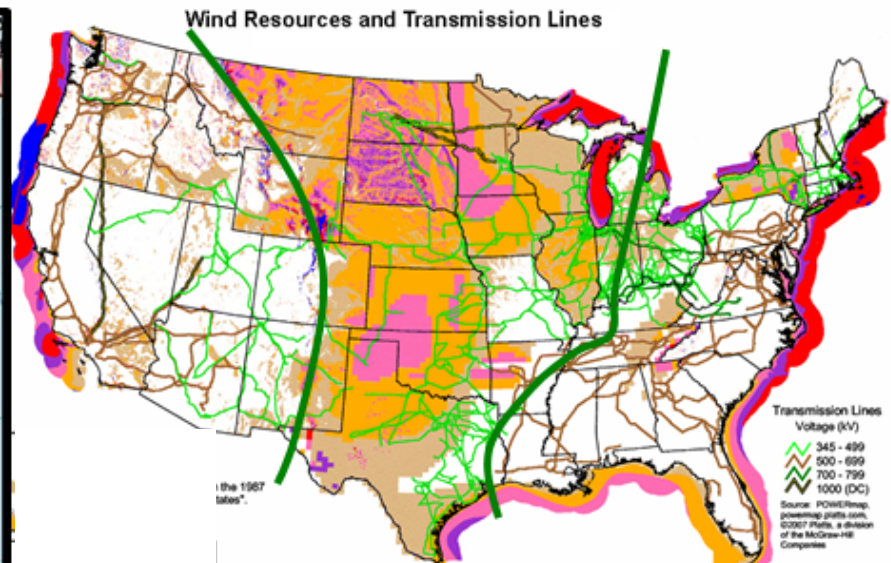 Wind Resources and Transmission Lines
the 1987
tates".
Transmission Lines
Voltage (kV)
345 - 499
500 - 699
700 - 799
1000 (DC)
Source: POWERmap,
powermap.platts.com,
©2007 Platts, a division
of the McGraw-Hill
Companies